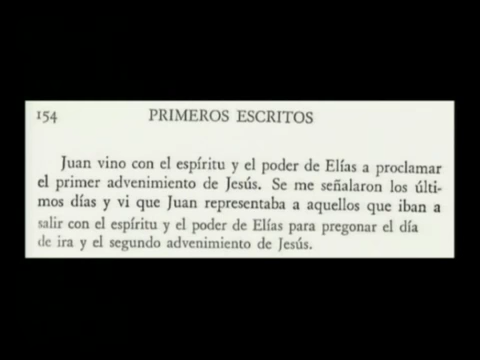 154 PRIMEROS ESCRITOS
Juan vino con el espíritu y el poder de Elías a proclamar
el primer advenimiento de Jesús. Se me señalaron los últi-
mos días y vi que Juan representaba a aquellos que iban a
salir con el espíritu y el poder de Elías para pregonar el día
de ira y el segundo advenimiento de Jesús.